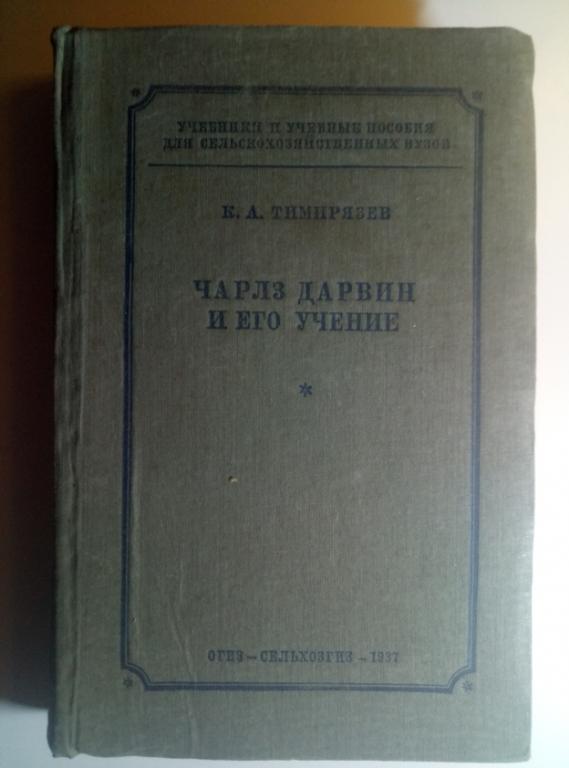 УЧЕБНИКИ И УЧЕБНЫЕ ПОСОБИЯ
ДЛЯ СЕЛЬСКОХОЗЯЙСТВЕННЫХ ВУЗОВ
К. А. ТИМИРЯЗЕВ
ЧАРЛЗ ДАРВИН
И ЕГО УЧЕНИЕ
*
ОГИЗ — СЕЛЬХОЗГИЗ — 1937